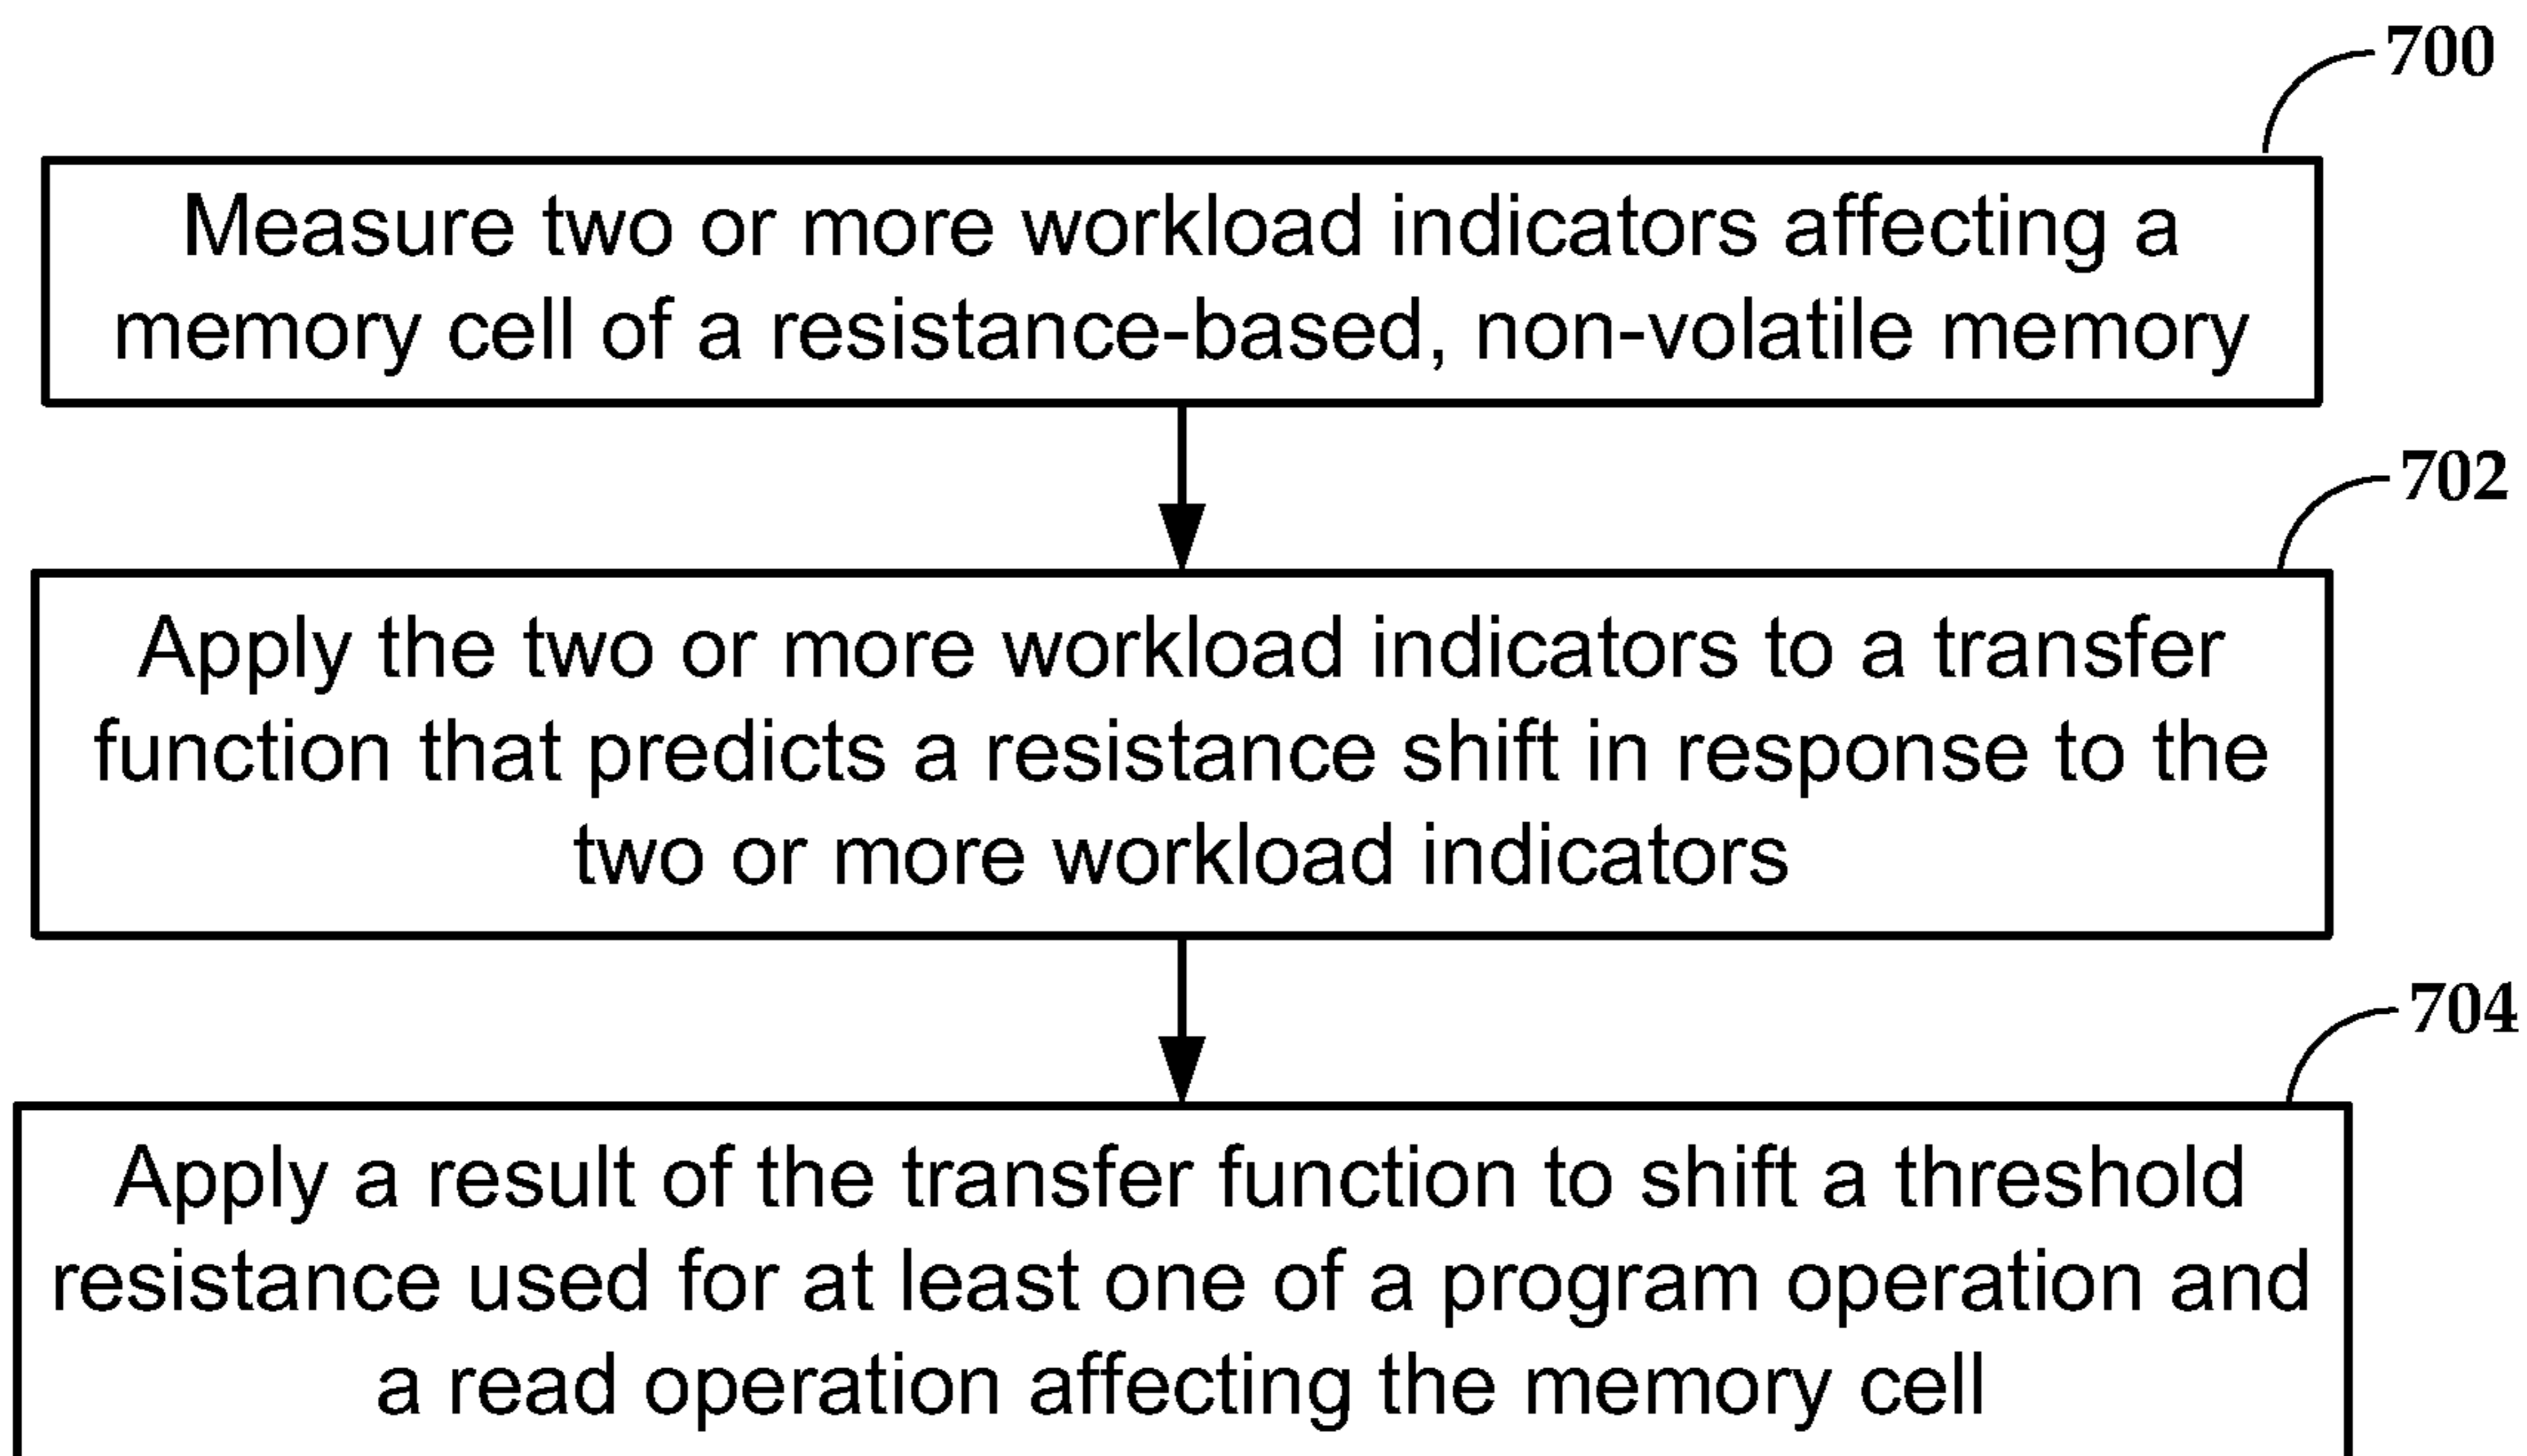 700
Measure two or more workload indicators affecting a
memory cell of a resistance-based, non-volatile memory
702
Apply the two or more workload indicators to a transfer
function that predicts a resistance shift in response to the
two or more workload indicators
704
Apply a result of the transfer function to shift a threshold
resistance used for at least one of a program operation and
a read operation affecting the memory cell